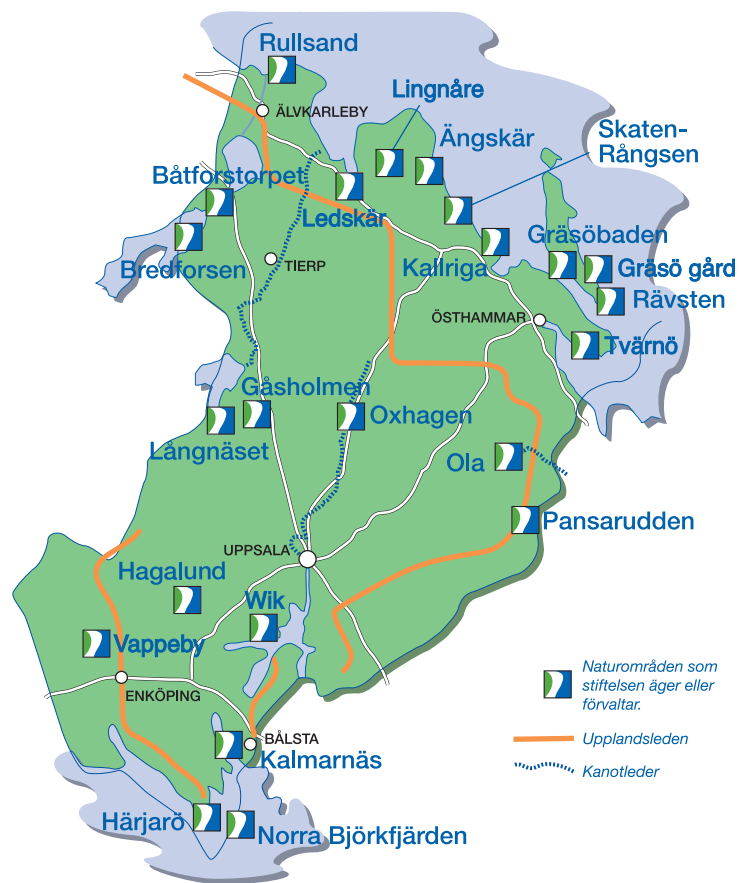 Rullsand
Lingnåre
ÄLVKARLEBY
Ängskär
Skaten-
Rångsen
Båtforstorpet
Ledskär
Gräsöbaden
Bredforsen
TIERP
Kallriga
Gräsö gård
Rävsten
ÖSTHAMMAR
Tvärnö
Gåsholmen
Oxhagen
Långnäset
Ola
Pansarudden
UPPSALA
Hagalund
Wik
Vappeby
Naturområden som
stiftelsen äger eller
förvaltar.
ENKÖPING
BÅLSTA
Upplandsleden
Kalmarnäs
Kanotleder
Härjarö
Norra Björkfjärden